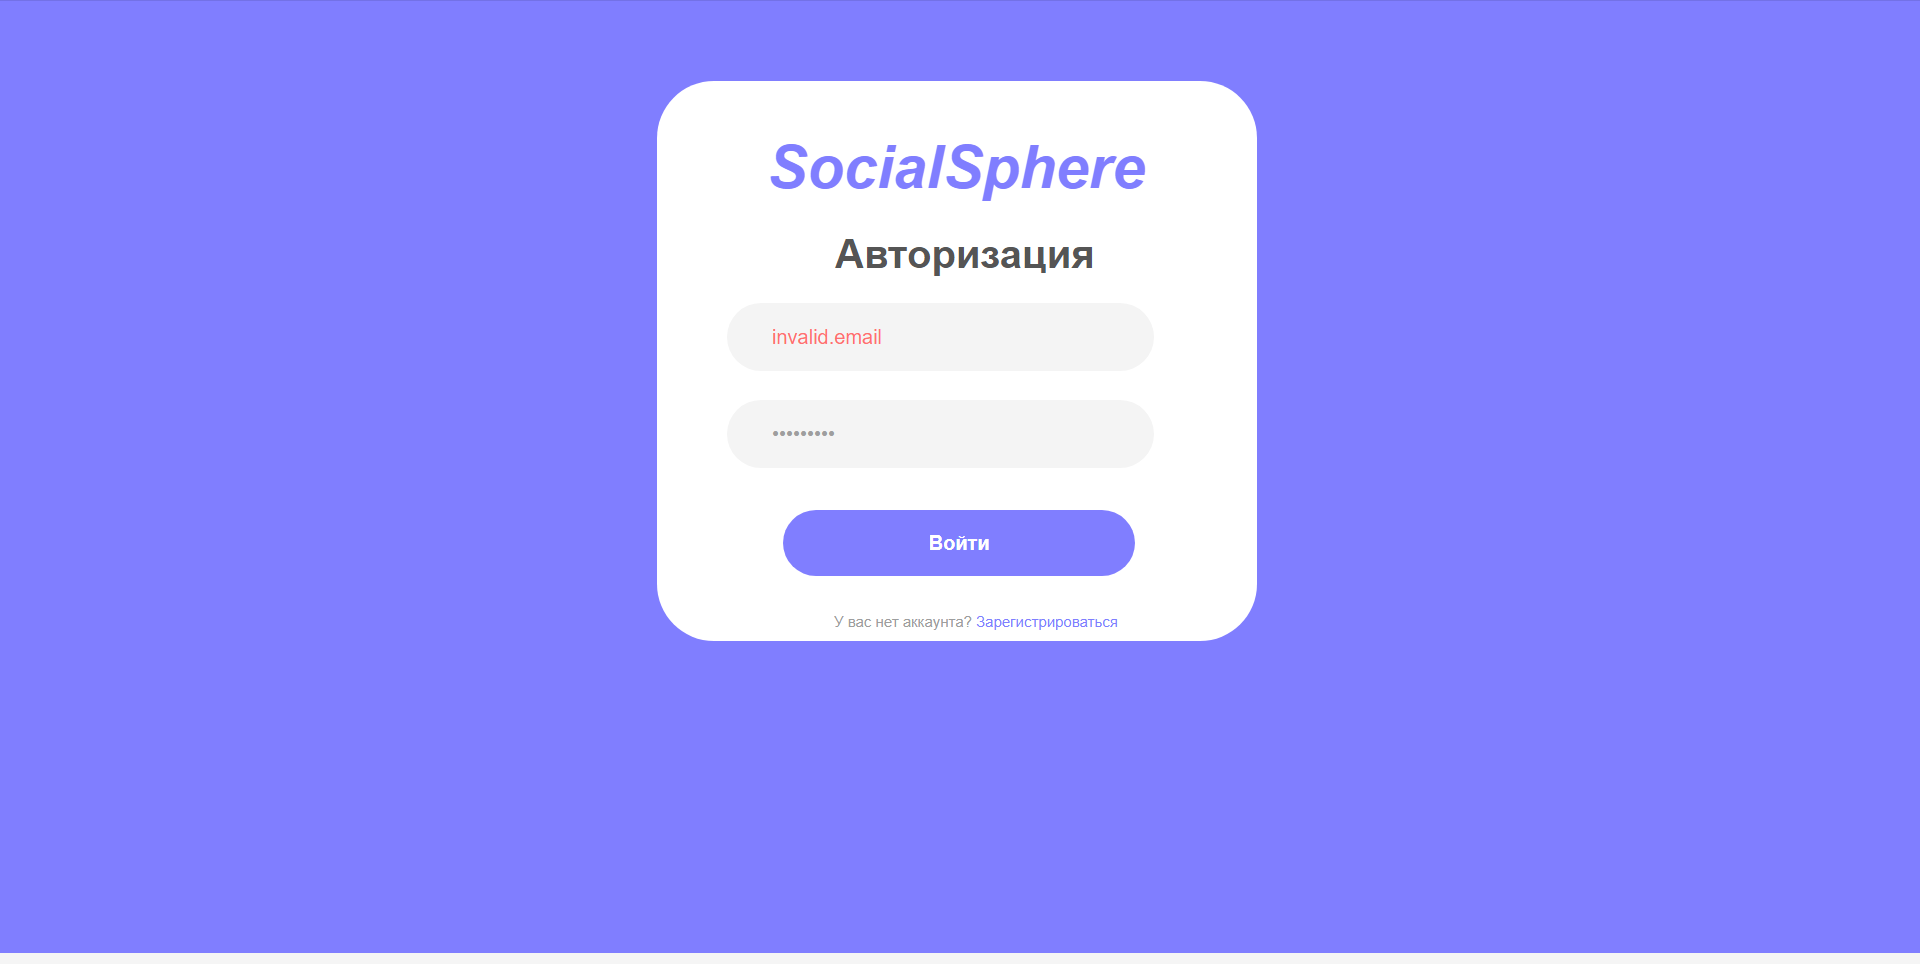 SocialSphere
Авторизация
invalid.email
•••••••••
Войти
У вас нет аккаунта? Зарегистрироваться